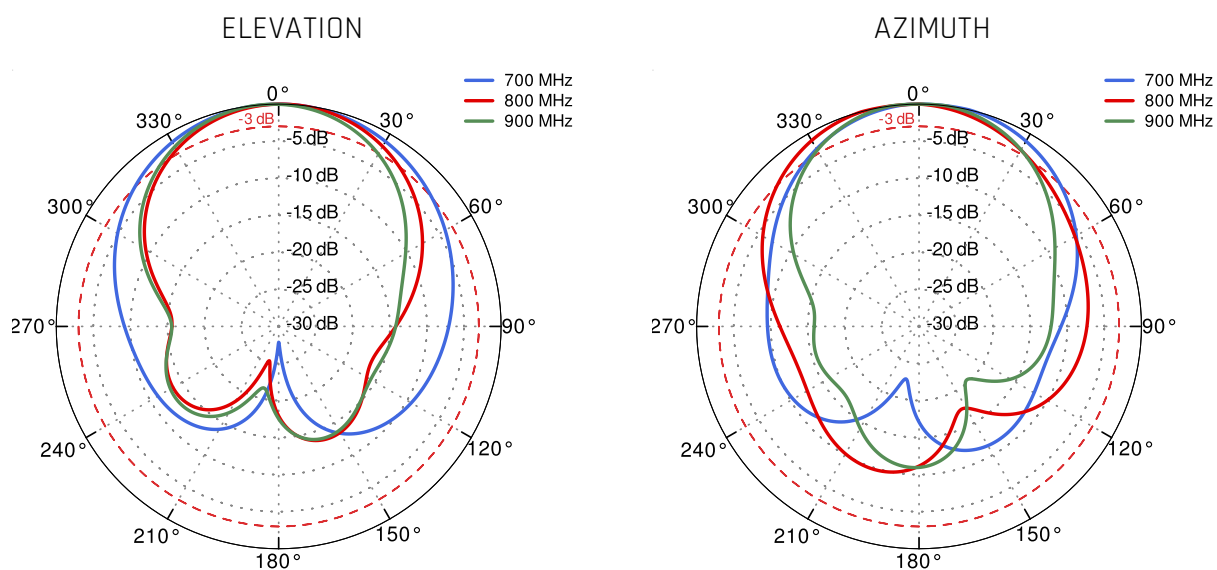 ELEVATION
700 MHz
800 MHz
900 MHz
0°
330°
-3 dB
30°
-5 dB
-10 dB
300°
60°
-15 dB
-20 dB
-25 dB
-30 dB
270°
90°
240°
120°
210°
150°
180°
AZIMUTH
700 MHz
800 MHz
900 MHz
0°
330°
-3 dB
30°
-5 dB
-10 dB
300°
60°
-15 dB
-20 dB
-25 dB
-30 dB
270°
90°
240°
120°
210°
150°
180°